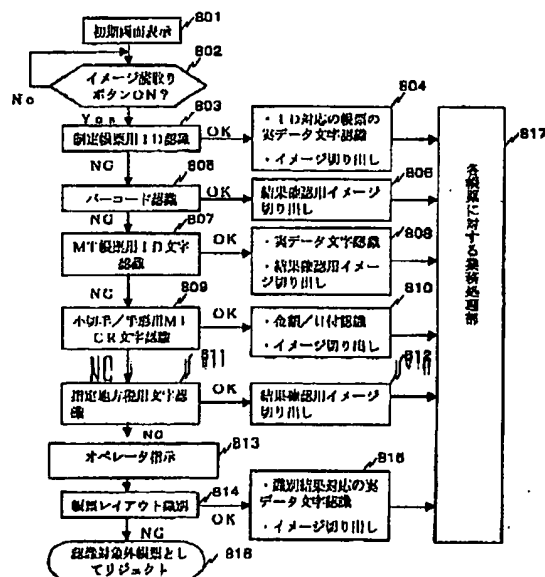 801
初期画面表示
802
イメージ読取り
ボタンON?
No
Yes
803
制定帳票用ID認識
OK
804
・ID対応の帳票の
実データ文字認識
・イメージ切り出し
NG
805
バーコード認識
OK
806
結果確認用イメージ
切り出し
NG
807
MT帳票用ID文字
認識
OK
808
・実データ文字認識
・結果確認用イメー
ジ切り出し
NG
809
小切手/手形用MI
CR文字認識
OK
810
・金額/日付認識
・イメージ切り出し
NG
811
指定地方税用文字認
識
OK
812
結果確認用イメージ
切り出し
No
813
オペレータ指示
814
帳票レイアウト識別
OK
815
・識別結果対応の実
データ文字認識
・イメージ切り出し
NG
認識対象外帳票とし
てリジェクト
817
各帳票に対する業務処理部